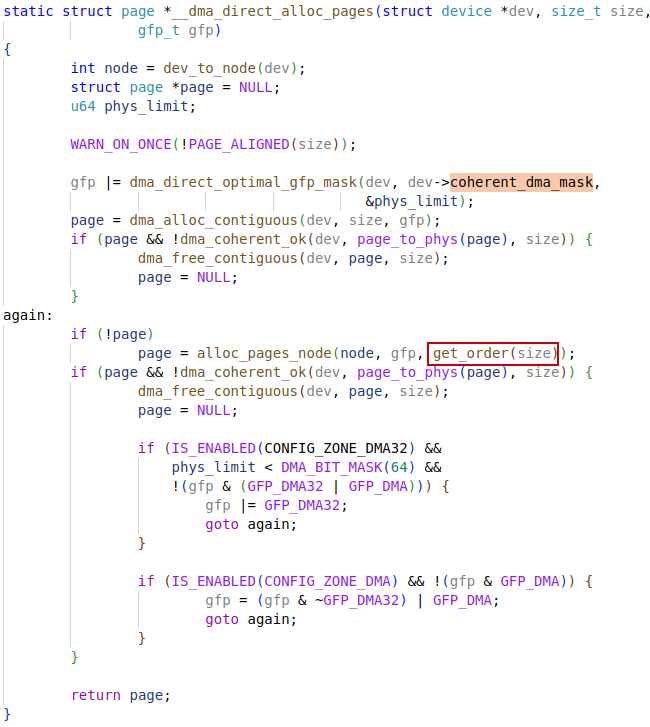 static struct page *__dma_direct_alloc_pages(struct device *dev, size_t size,
gfp_t gfp)
{
int node = dev_to_node(dev);
struct page *page = NULL;
u64 phys_limit;
WARN_ON_ONCE(!PAGE_ALIGNED(size));
gfp |= dma_direct_optimal_gfp_mask(dev, dev->coherent_dma_mask,
&phys_limit);
page = dma_alloc_contiguous(dev, size, gfp);
if (page && !dma_coherent_ok(dev, page_to_phys(page), size)) {
dma_free_contiguous(dev, page, size);
page = NULL;
}
again:
if (!page)
page = alloc_pages_node(node, gfp, get_order(size));
if (page && !dma_coherent_ok(dev, page_to_phys(page), size)) {
dma_free_contiguous(dev, page, size);
page = NULL;
if (IS_ENABLED(CONFIG_ZONE_DMA32) &&
phys_limit < DMA_BIT_MASK(64) &&
!(gfp & (GFP_DMA32 | GFP_DMA))) {
gfp |= GFP_DMA32;
goto again;
}
if (IS_ENABLED(CONFIG_ZONE_DMA) && !(gfp & GFP_DMA)) {
gfp = (gfp & ~GFP_DMA32) | GFP_DMA;
goto again;
}
}
return page;
}